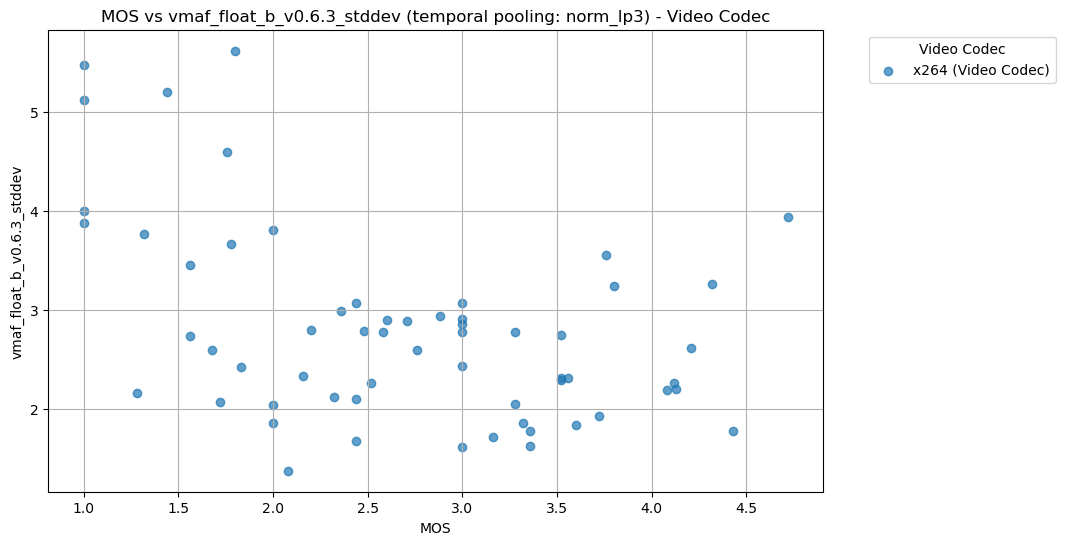 MOS vs vmaf_float_b_v0.6.3_stddev (temporal pooling: norm_lp3) - Video Codec
Video Codec
x264 (Video Codec)
vmaf_float_b_v0.6.3_stddev
5
4
3
2
1.0 1.5 2.0 2.5 3.0 3.5 4.0 4.5
MOS